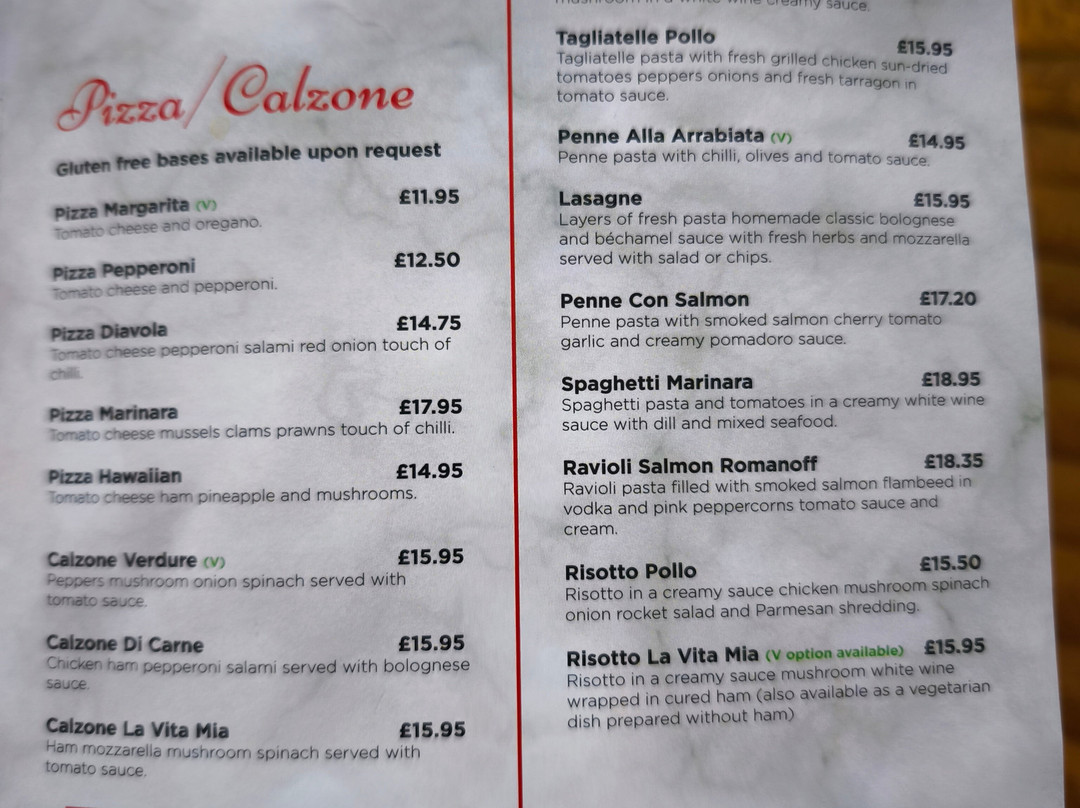 Pizza/Calzone
Gluten free bases available upon request
Pizza Margarita (V) £11.95
Tomato cheese and oregano.
Pizza Pepperoni £12.50
Tomato cheese and pepperoni.
Pizza Diavola £14.75
Tomato cheese pepperoni salami red onion touch of
chilli.
Pizza Marinara £17.95
Tomato cheese mussels clams prawns touch of chilli.
Pizza Hawaiian £14.95
Tomato cheese ham pineapple and mushrooms.
Calzone Verdure (V) £15.95
Peppers mushroom onion spinach served with
tomato sauce.
Calzone Di Carne £15.95
Chicken ham pepperoni salami served with bolognese
sauce.
Calzone La Vita Mia £15.95
Ham mozzarella mushroom spinach served with
tomato sauce.
mushroom in a white wine creamy sauce.
Tagliatelle Pollo £15.95
Tagliatelle pasta with fresh grilled chicken sun-dried
tomatoes peppers onions and fresh tarragon in
tomato sauce.
Penne Alla Arrabiata (V) £14.95
Penne pasta with chilli, olives and tomato sauce.
Lasagne £15.95
Layers of fresh pasta homemade classic bolognese
and béchamel sauce with fresh herbs and mozzarella
served with salad or chips.
Penne Con Salmon £17.20
Penne pasta with smoked salmon cherry tomato
garlic and creamy pomadoro sauce.
Spaghetti Marinara £18.95
Spaghetti pasta and tomatoes in a creamy white wine
sauce with dill and mixed seafood.
Ravioli Salmon Romanoff £18.35
Ravioli pasta filled with smoked salmon flambeed in
vodka and pink peppercorns tomato sauce and
cream.
Risotto Pollo £15.50
Risotto in a creamy sauce chicken mushroom spinach
onion rocket salad and Parmesan shredding.
Risotto La Vita Mia (V option available) £15.95
Risotto in a creamy sauce mushroom white wine
wrapped in cured ham (also available as a vegetarian
dish prepared without ham)